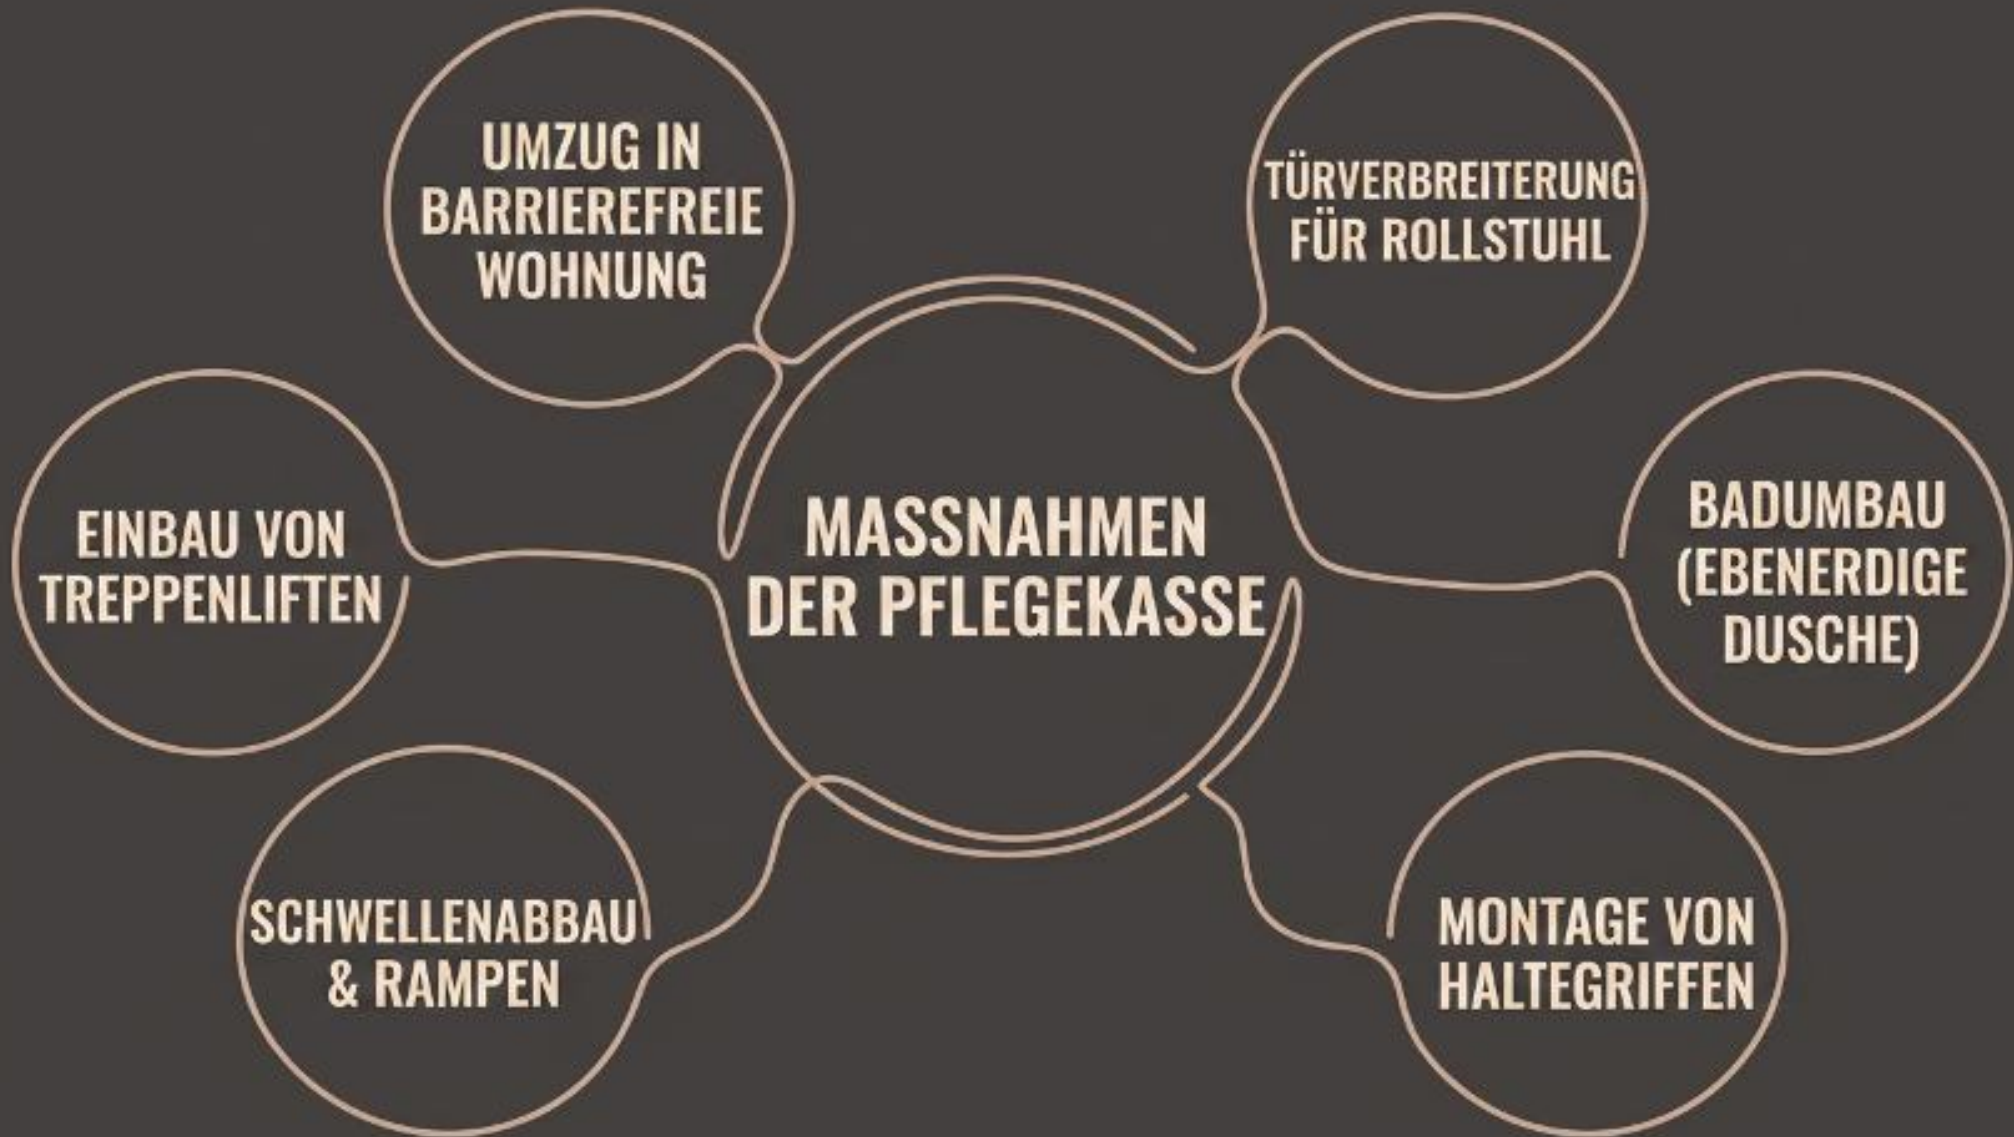 UMZUG IN
BARRIEREFREIE
WOHNUNG
TÜRVERBREITERUNG
FÜR ROLLSTUHL
EINBAU VON
TREPPENLIFTEN
MASSNAHMEN
DER PFLEGEKASSE
BADUMBAU
(EBENERDIGE
DUSCHE)
SCHWELLENABBAU
& RAMPEN
MONTAGE VON
HALTEGRIFFEN